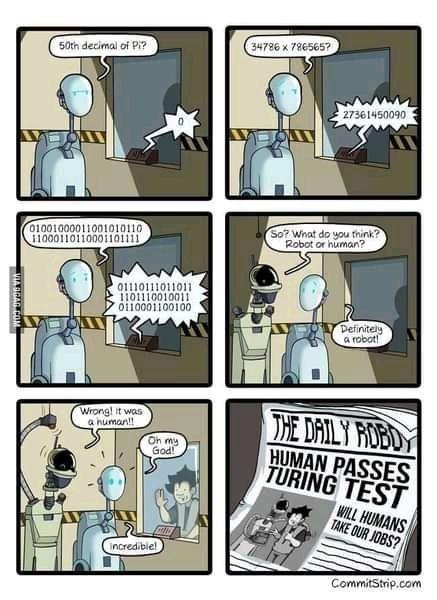 50th decimal of Pi?
0
34786 x 786565?
27361450090
01001000011001010110
11000110110001101111
01110111011011
1101110010011
0110001100100
So? What do you think?
Robot or human?
Definitely
a robot!
Wrong! It was
a human!!
Oh my
God!
Incredible!
THE DAILY ROBOT
HUMAN PASSES
TURING TEST
WILL HUMANS
TAKE OUR JOBS?
VIA 9GAG.COM
CommitStrip.com